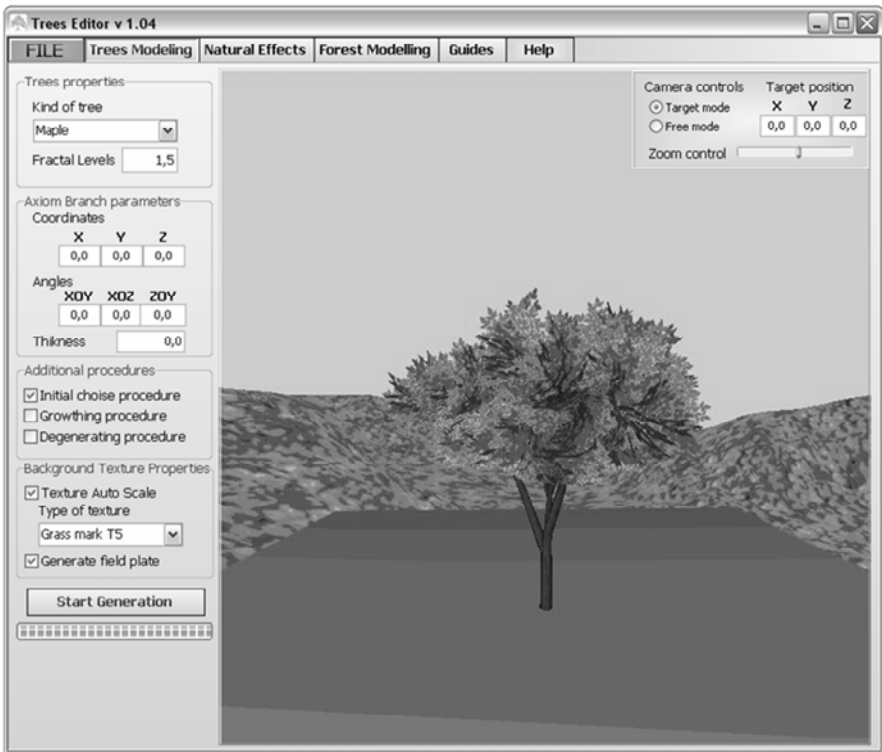 Trees Editor v 1.04
FILE Trees Modeling Natural Effects Forest Modelling Guides Help
Trees properties
Kind of tree
Maple
Fractal Levels 1,5
Axiom Branch parameters
Coordinates
X Y Z
0,0 0,0 0,0
Angles
XOY XOZ ZOY
0,0 0,0 0,0
Thikness 0,0
Additional procedures
Initial choise procedure
Growthing procedure
Degenerating procedure
Background Texture Properties
Texture Auto Scale
Type of texture
Grass mark T5
Generate field plate
Start Generation
Camera controls Target position
Target mode X Y Z
Free mode 0,0 0,0 0,0
Zoom control